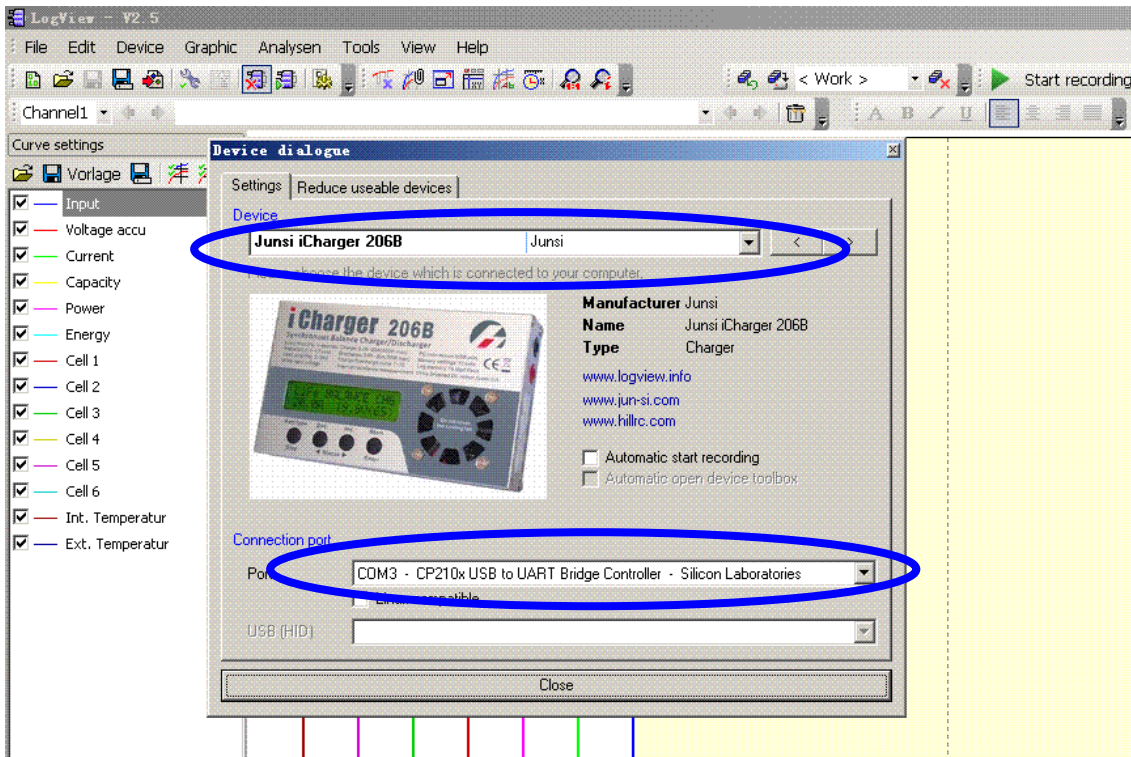 LogView - V2.5
File Edit Device Graphic Analysen Tools View Help
< Work > Start recording
Channel1 A B I U
Curve settings
Vorlage
Input
Voltage accu
Current
Capacity
Power
Energy
Cell 1
Cell 2
Cell 3
Cell 4
Cell 5
Cell 6
Int. Temperatur
Ext. Temperatur
Device dialogue
Settings Reduce useable devices
Device
Junsi iCharger 206B Junsi < >
choose the device which is connected to your computer.
iCharger 206B
Synchronous Balance Charger/Discharger
Manufacturer Junsi
Name Junsi iCharger 206B
Type Charger
www.logview.info
www.jun-si.com
www.hillrc.com
Automatic start recording
Automatic open device toolbox
Connection port
COM3 - CP210x USB to UART Bridge Controller - Silicon Laboratories
USB (HID)
Close